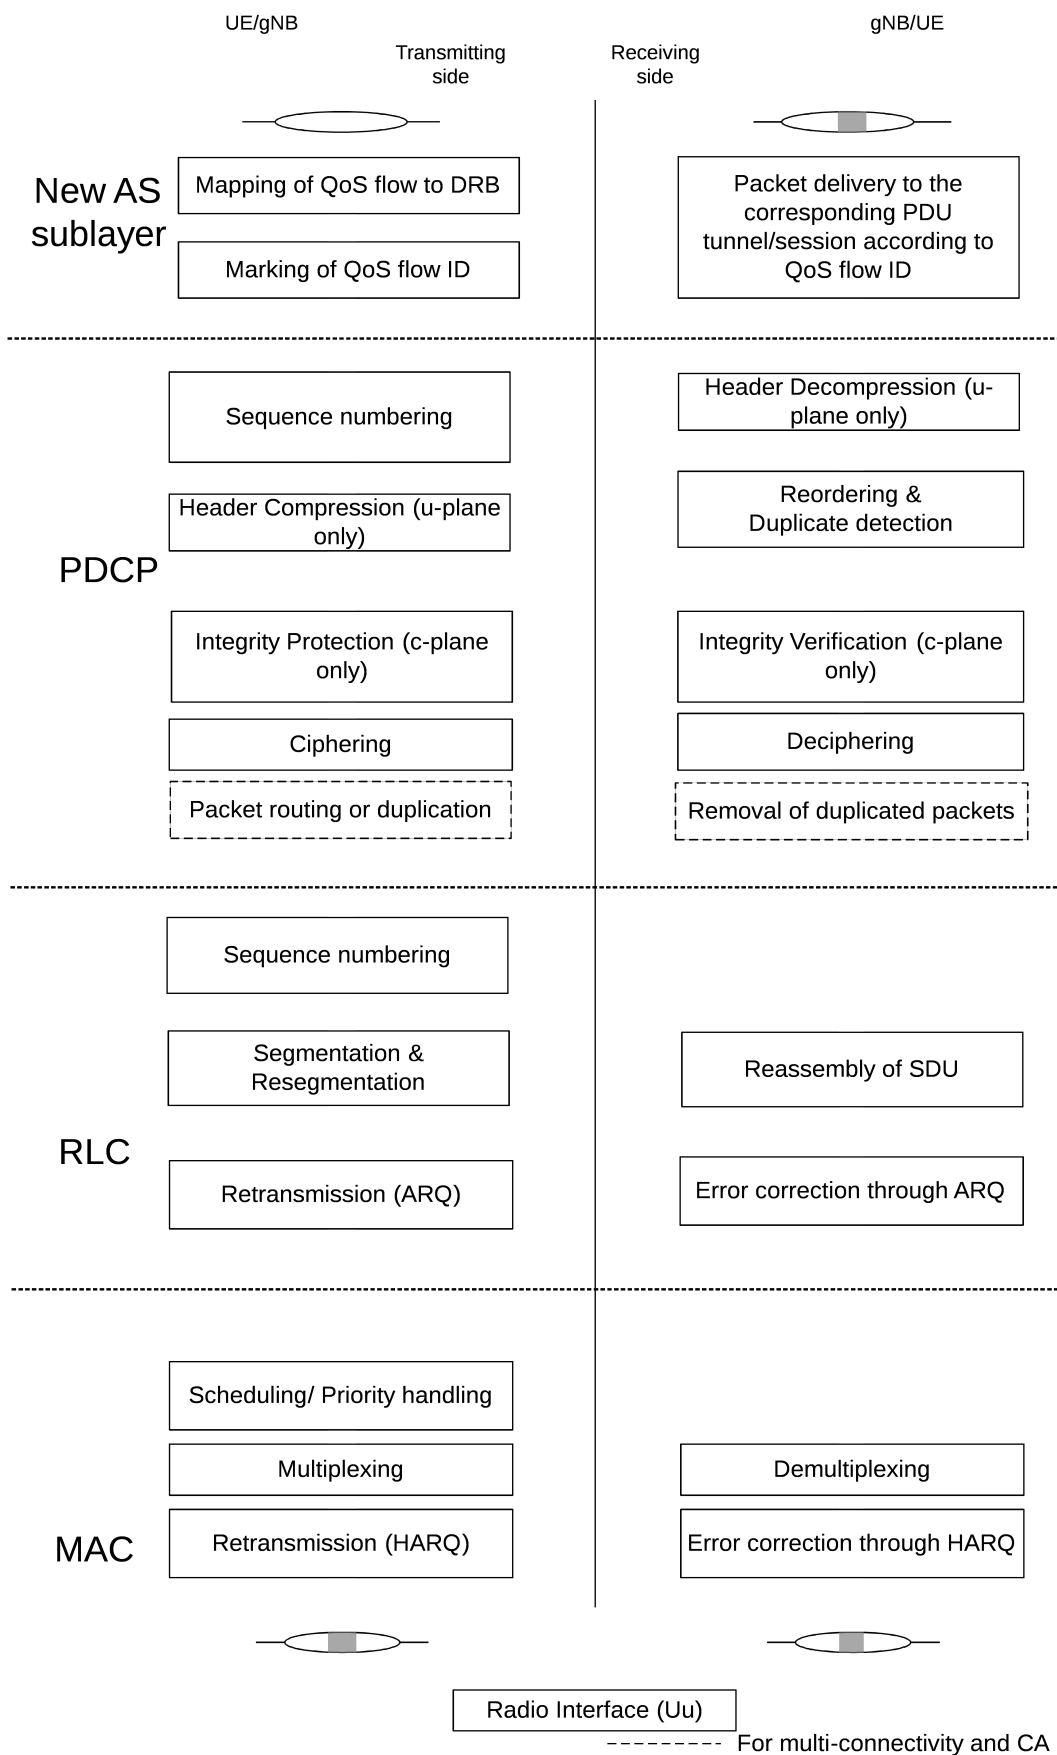 UE/gNB
gNB/UE
Transmitting
side
Receiving
side
New AS
sublayer
Mapping of QoS flow to DRB
Marking of QoS flow ID
Packet delivery to the
corresponding PDU
tunnel/session according to
QoS flow ID
PDCP
Sequence numbering
Header Compression (u-plane
only)
Integrity Protection (c-plane
only)
Ciphering
Packet routing or duplication
Header Decompression (u-
plane only)
Reordering &
Duplicate detection
Integrity Verification (c-plane
only)
Deciphering
Removal of duplicated packets
RLC
Sequence numbering
Segmentation &
Resegmentation
Retransmission (ARQ)
Reassembly of SDU
Error correction through ARQ
MAC
Scheduling/ Priority handling
Multiplexing
Retransmission (HARQ)
Demultiplexing
Error correction through HARQ
Radio Interface (Uu)
For multi-connectivity and CA